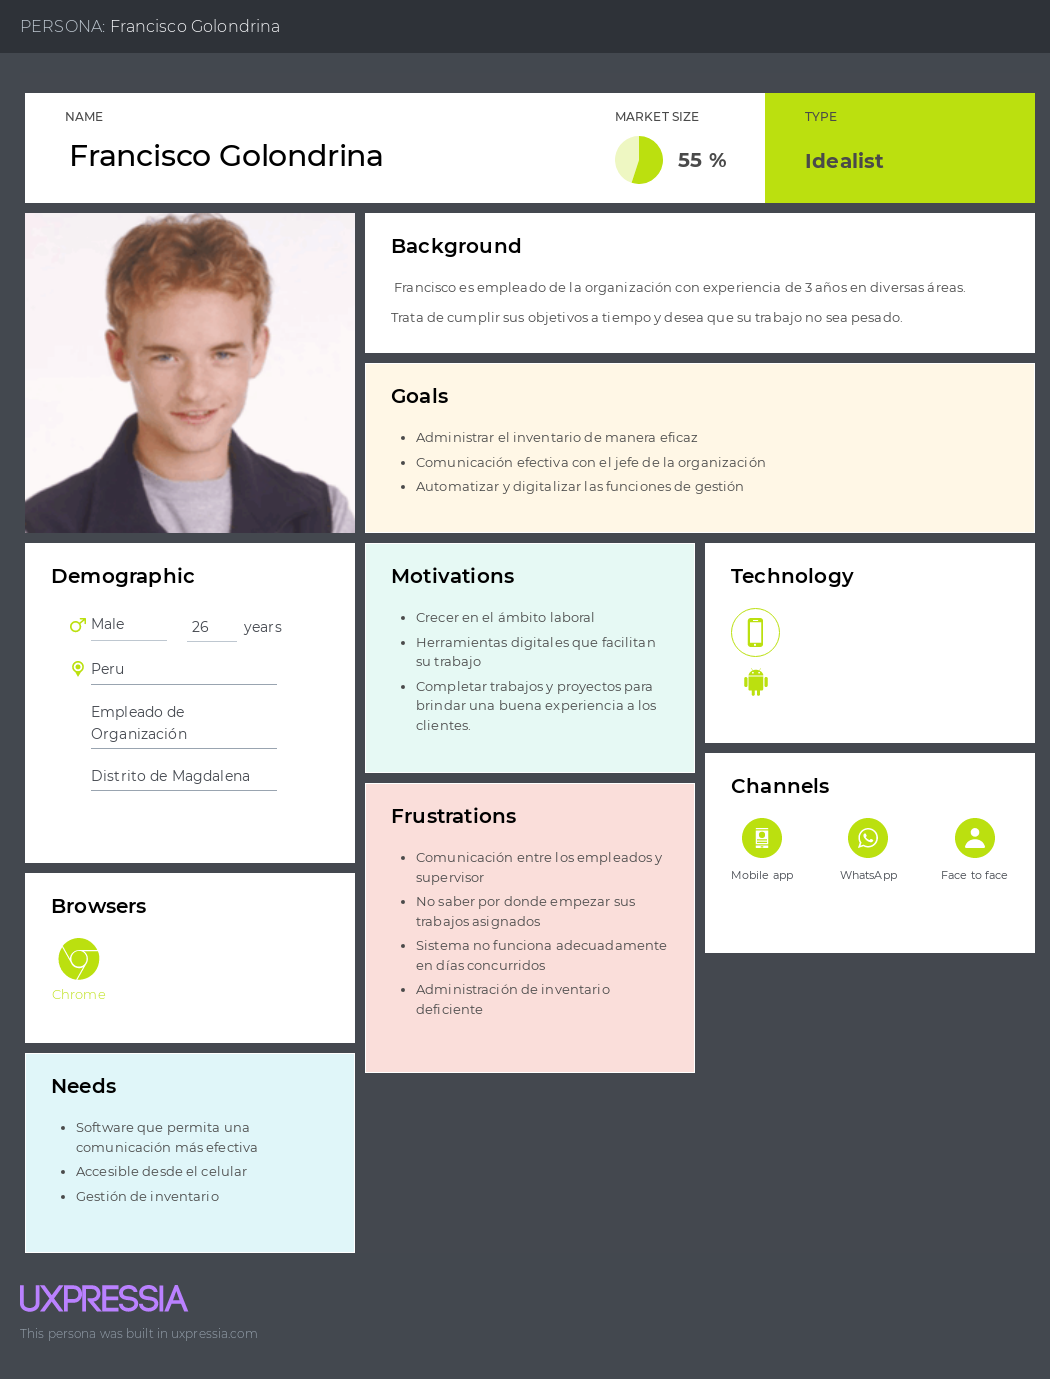 PERSONA: Francisco Golondrina
NAME
Francisco Golondrina
MARKET SIZE
55 %
TYPE
Idealist
Background
Francisco es empleado de la organización con experiencia de 3 años en diversas áreas.
Trata de cumplir sus objetivos a tiempo y desea que su trabajo no sea pesado.
Goals
Administrar el inventario de manera eficaz
Comunicación efectiva con el jefe de la organización
Automatizar y digitalizar las funciones de gestión
Demographic
Male 26 years
Peru
Empleado de
Organización
Distrito de Magdalena
Motivations
Crecer en el ámbito laboral
Herramientas digitales que facilitan
su trabajo
Completar trabajos y proyectos para
brindar una buena experiencia a los
clientes.
Technology
Channels
Mobile app
WhatsApp
Face to face
Frustrations
Comunicación entre los empleados y
supervisor
No saber por donde empezar sus
trabajos asignados
Sistema no funciona adecuadamente
en días concurridos
Administración de inventario
deficiente
Browsers
Chrome
Needs
Software que permita una
comunicación más efectiva
Accesible desde el celular
Gestión de inventario
UXPRESSIA
This persona was built in uxpressia.com